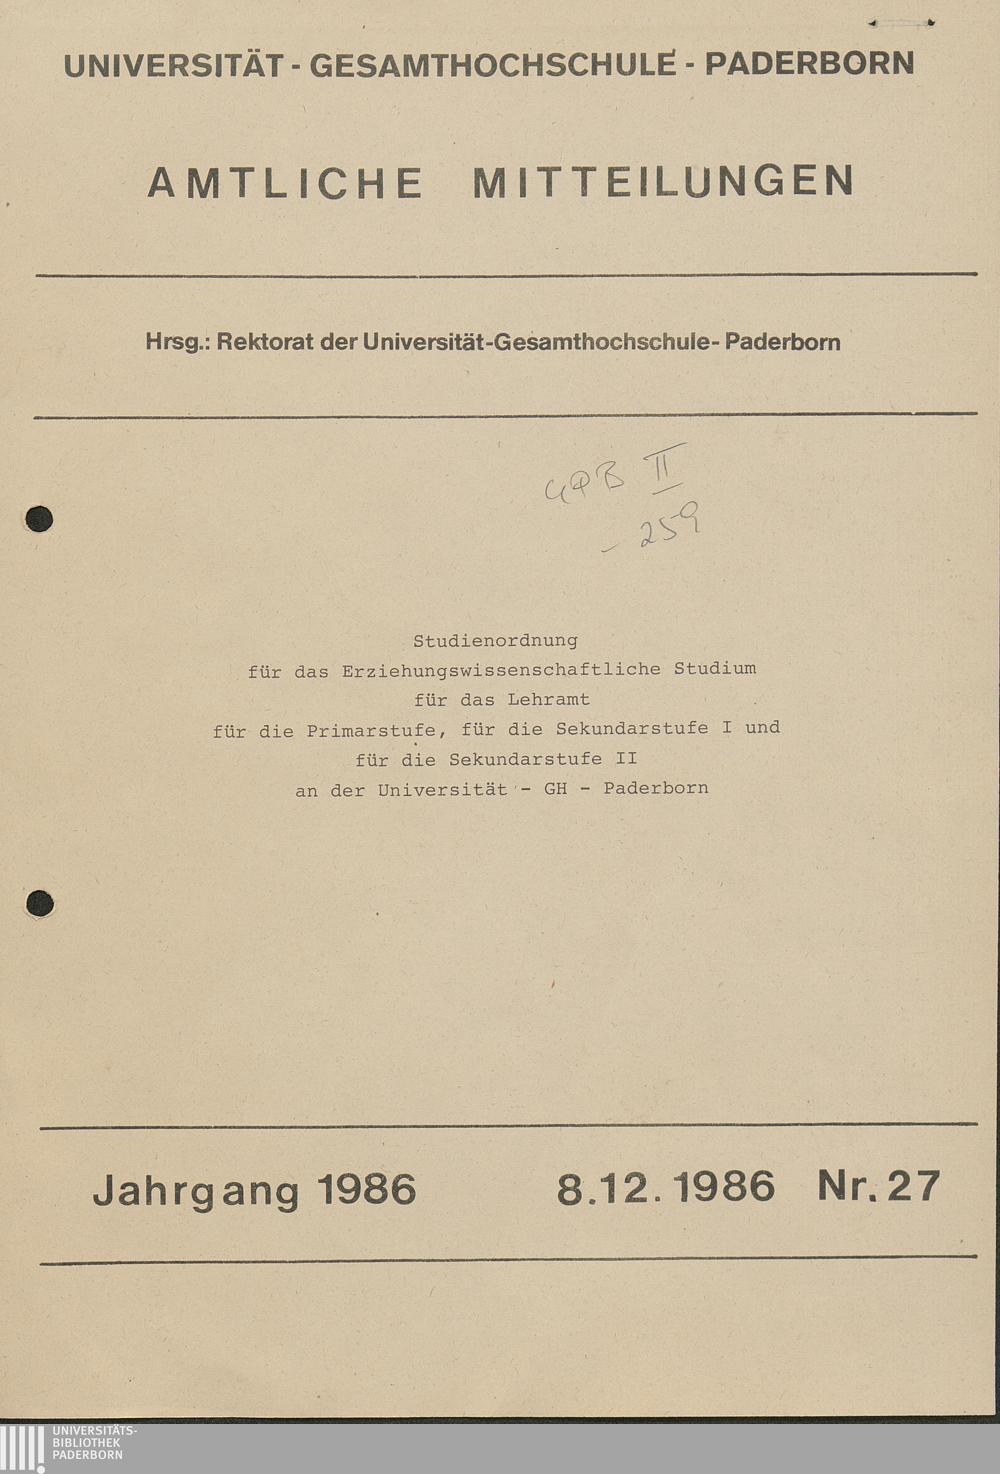 UNIVERSITÄT - GESAMTHOCHSCHULE - PADERBORN
AMTLICHE MITTEILUNGEN
Hrsg.: Rektorat der Universität-Gesamthochschule- Paderborn
II
- 259
Studienordnung
für das Erziehungswissenschaftliche Studium
für das Lehramt
für die Primarstufe, für die Sekundarstufe I und
für die Sekundarstufe II
an der Universität - GH - Paderborn
Jahrgang 1986 8.12.1986 Nr. 27
UNIVERSITÄTS-
BIBLIOTHEK
PADERBORN